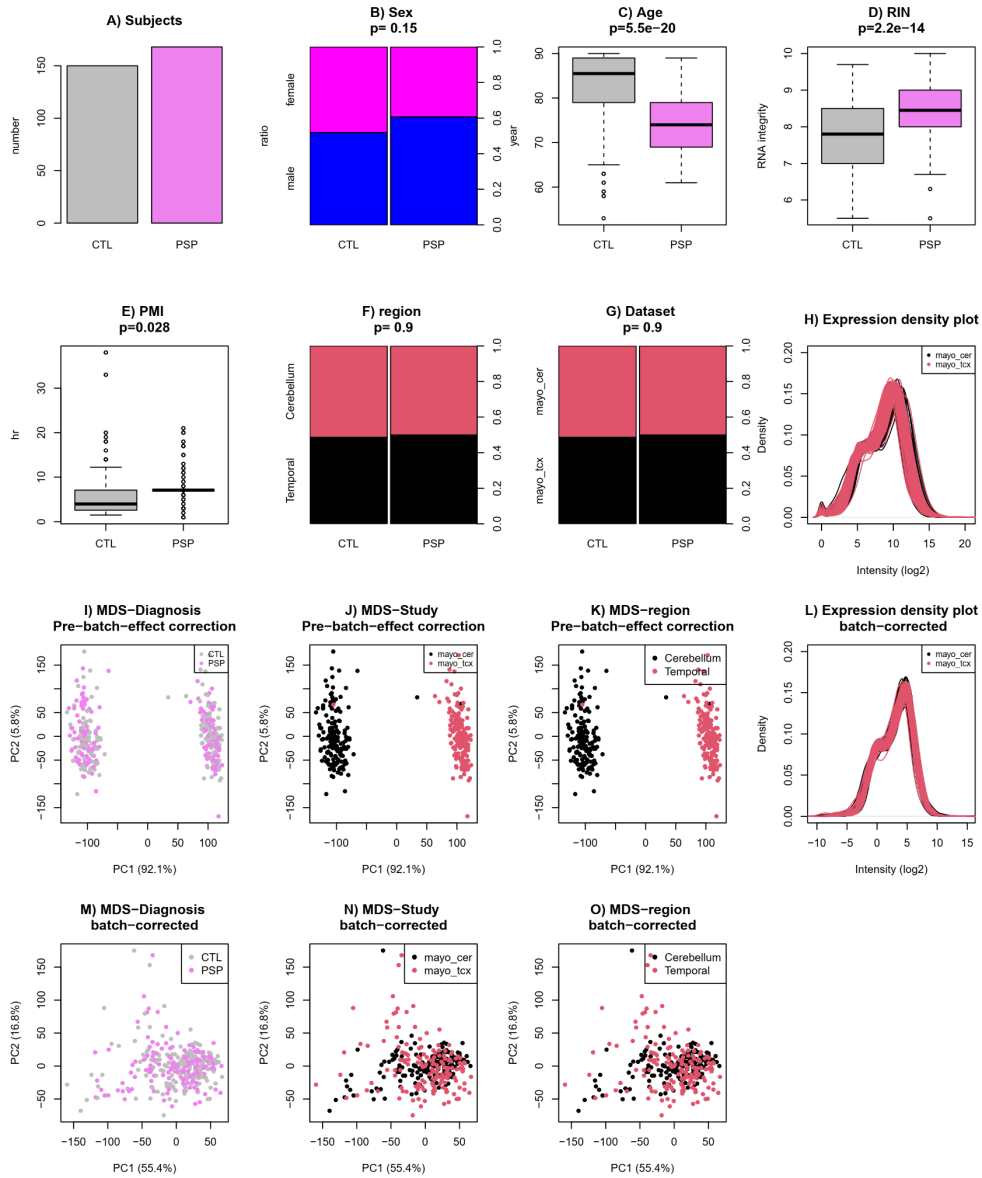 A) Subjects
number
0
50
100
150
CTL
PSP
B) Sex
p= 0.15
ratio
male
female
0.0
0.2
0.4
0.6
0.8
1.0
CTL
PSP
C) Age
p=5.5e−20
year
60
70
80
90
CTL
PSP
D) RIN
p=2.2e−14
RNA integrity
6
7
8
9
10
CTL
PSP
E) PMI
p=0.028
hr
0
10
20
30
CTL
PSP
F) region
p= 0.9
Temporal
Cerebellum
0.0
0.2
0.4
0.6
0.8
1.0
CTL
PSP
G) Dataset
p= 0.9
mayo_tcx
mayo_cer
0.0
0.2
0.4
0.6
0.8
1.0
CTL
PSP
H) Expression density plot
mayo_cer
mayo_tcx
Density
0.00
0.05
0.10
0.15
0.20
0
5
10
15
20
Intensity (log2)
I) MDS−Diagnosis
Pre−batch−effect correction
CTL
PSP
PC2 (5.8%)
−150
−50
0
50
150
−100
0
50
100
PC1 (92.1%)
J) MDS−Study
Pre−batch−effect correction
mayo_cer
mayo_tcx
PC2 (5.8%)
−150
−50
0
50
150
−100
0
50
100
PC1 (92.1%)
K) MDS−region
Pre−batch−effect correction
Cerebellum
Temporal
PC2 (5.8%)
−150
−50
0
50
150
−100
0
50
100
PC1 (92.1%)
L) Expression density plot
batch−corrected
mayo_cer
mayo_tcx
Density
0.00
0.05
0.10
0.15
0.20
−10
−5
0
5
10
15
Intensity (log2)
M) MDS−Diagnosis
batch−corrected
CTL
PSP
PC2 (16.8%)
−50
0
50
100
150
−150
−100
−50
0
50
PC1 (55.4%)
N) MDS−Study
batch−corrected
mayo_cer
mayo_tcx
PC2 (16.8%)
−50
0
50
100
150
−150
−100
−50
0
50
PC1 (55.4%)
O) MDS−region
batch−corrected
Cerebellum
Temporal
PC2 (16.8%)
−50
0
50
100
150
−150
−100
−50
0
50
PC1 (55.4%)